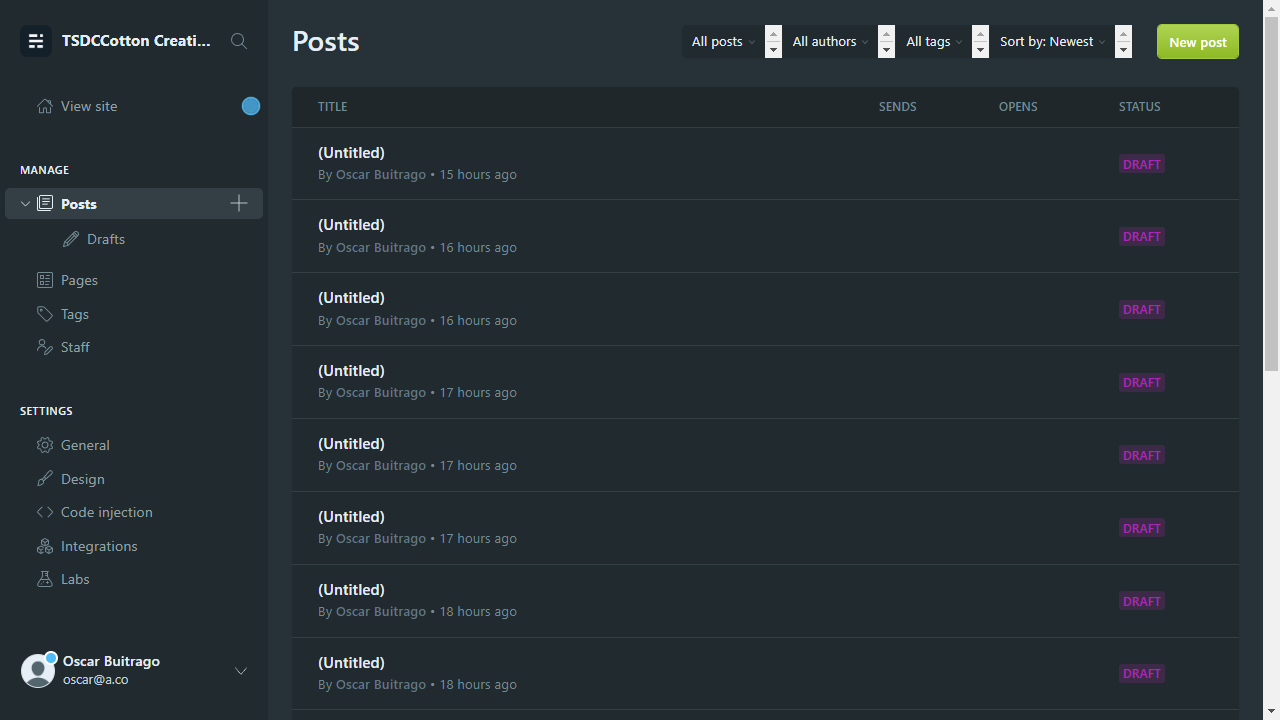 TSDCCotton Creati...
View site
MANAGE
Posts
Drafts
Pages
Tags
Staff
SETTINGS
General
Design
Code injection
Integrations
Labs
Oscar Buitrago
oscar@a.co
Posts
All posts
All authors
All tags
Sort by: Newest
New post
TITLE SENDS OPENS STATUS
(Untitled)
By Oscar Buitrago • 15 hours ago
DRAFT
(Untitled)
By Oscar Buitrago • 16 hours ago
DRAFT
(Untitled)
By Oscar Buitrago • 16 hours ago
DRAFT
(Untitled)
By Oscar Buitrago • 17 hours ago
DRAFT
(Untitled)
By Oscar Buitrago • 17 hours ago
DRAFT
(Untitled)
By Oscar Buitrago • 17 hours ago
DRAFT
(Untitled)
By Oscar Buitrago • 18 hours ago
DRAFT
(Untitled)
By Oscar Buitrago • 18 hours ago
DRAFT